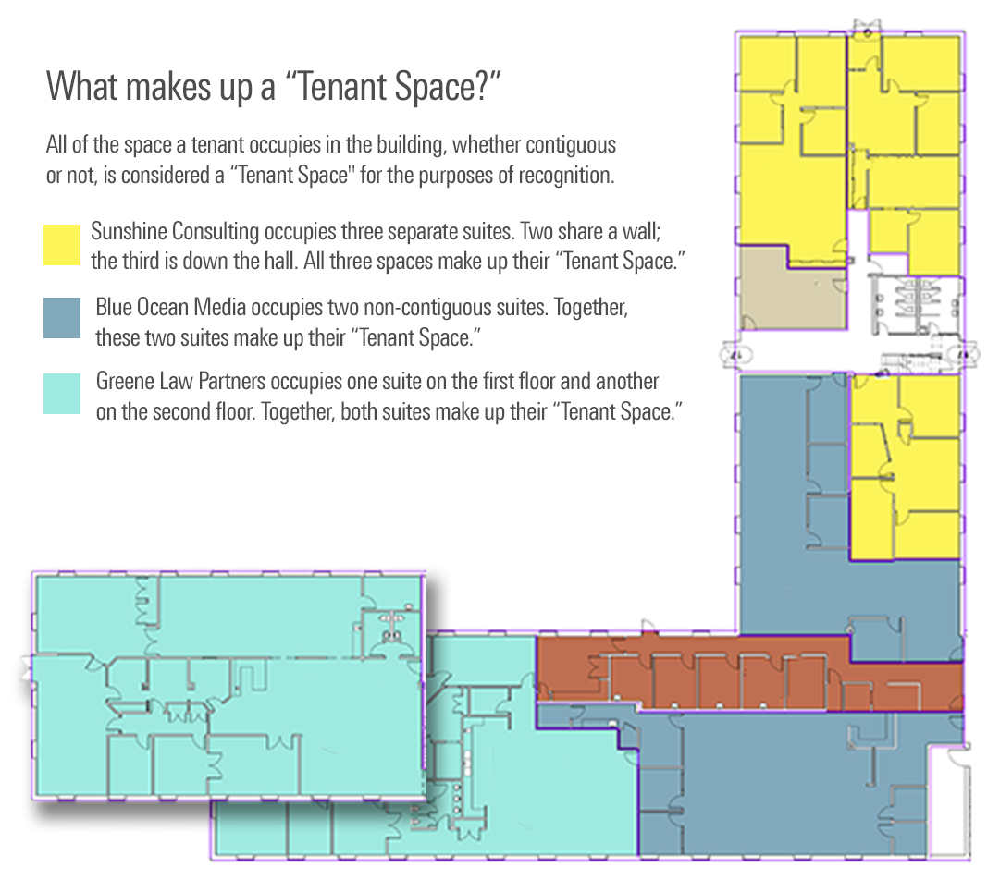 What makes up a “Tenant Space?”
All of the space a tenant occupies in the building, whether contiguous
or not, is considered a “Tenant Space" for the purposes of recognition.
Sunshine Consulting occupies three separate suites. Two share a wall;
the third is down the hall. All three spaces make up their “Tenant Space.”
Blue Ocean Media occupies two non-contiguous suites. Together,
these two suites make up their “Tenant Space.”
Greene Law Partners occupies one suite on the first floor and another
on the second floor. Together, both suites make up their “Tenant Space.”